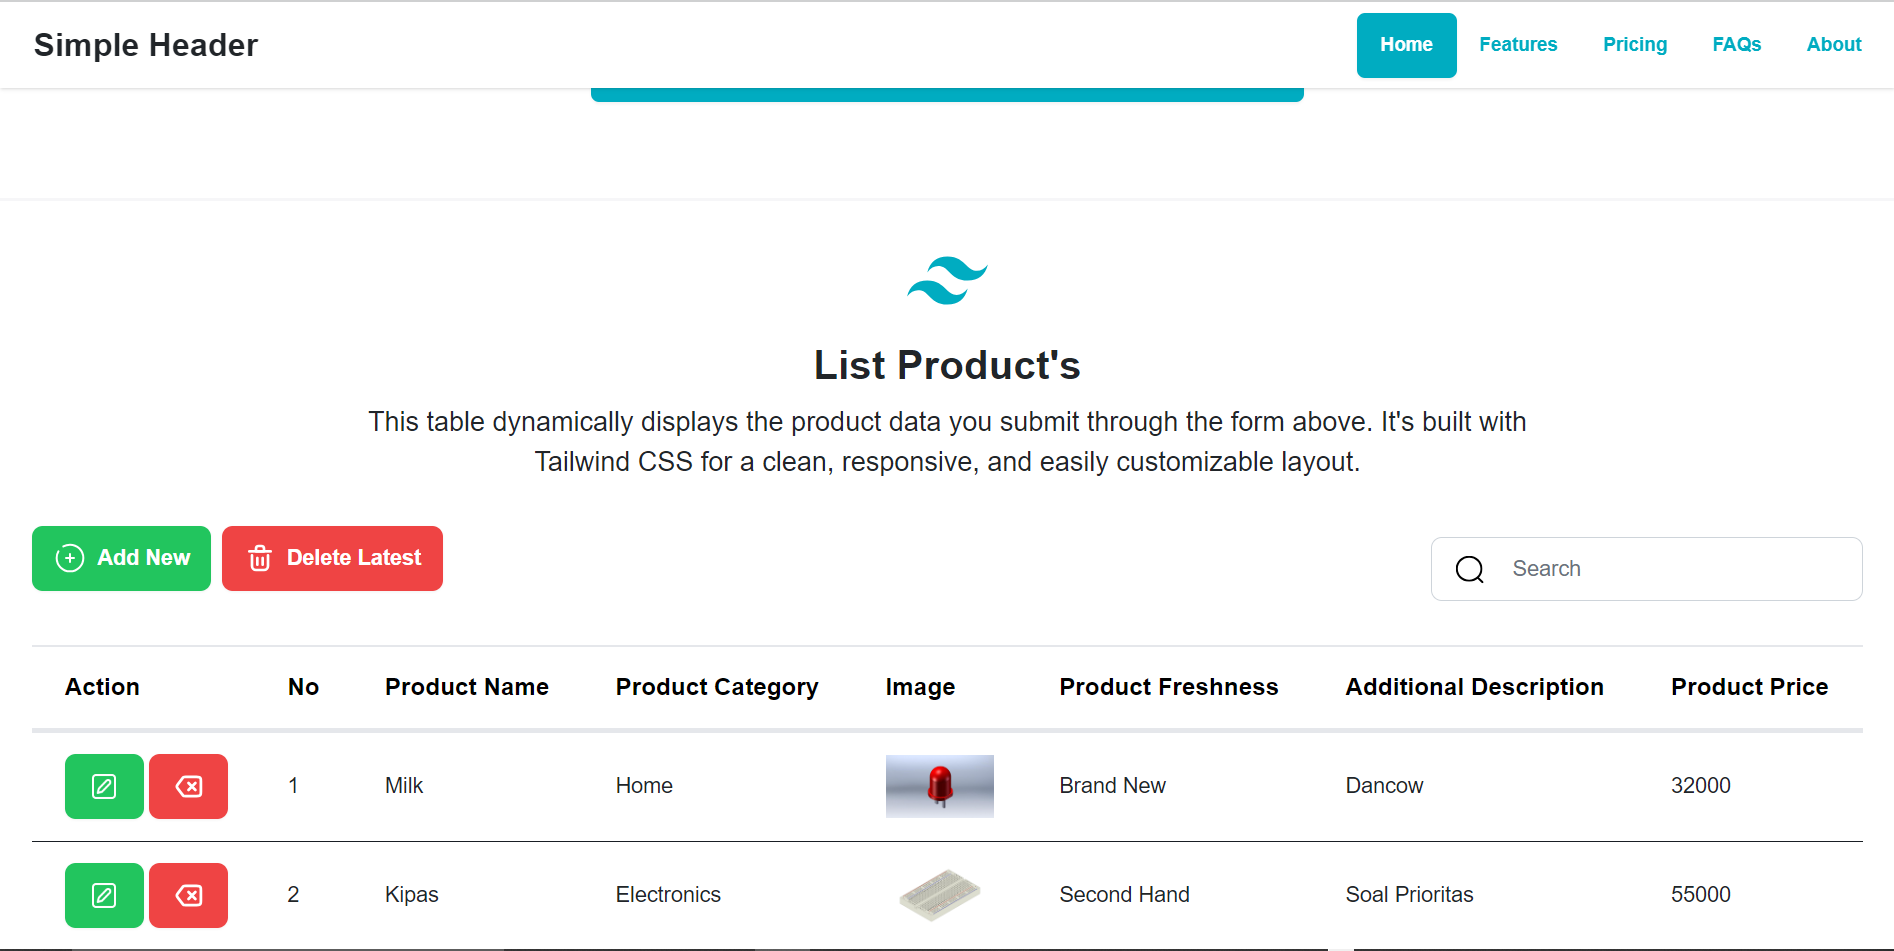 Simple Header
Home Features Pricing FAQs About
List Product's
This table dynamically displays the product data you submit through the form above. It's built with
Tailwind CSS for a clean, responsive, and easily customizable layout.
Add New Delete Latest Search
Action No Product Name Product Category Image Product Freshness Additional Description Product Price
1 Milk Home Brand New Dancow 32000
2 Kipas Electronics Second Hand Soal Prioritas 55000